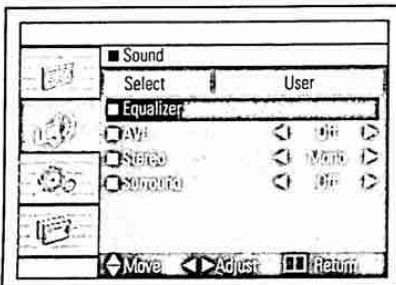 Sound
Select User
Equalizer
AVL Off
Stereo Mono
Surround Off
Move Adjust Return